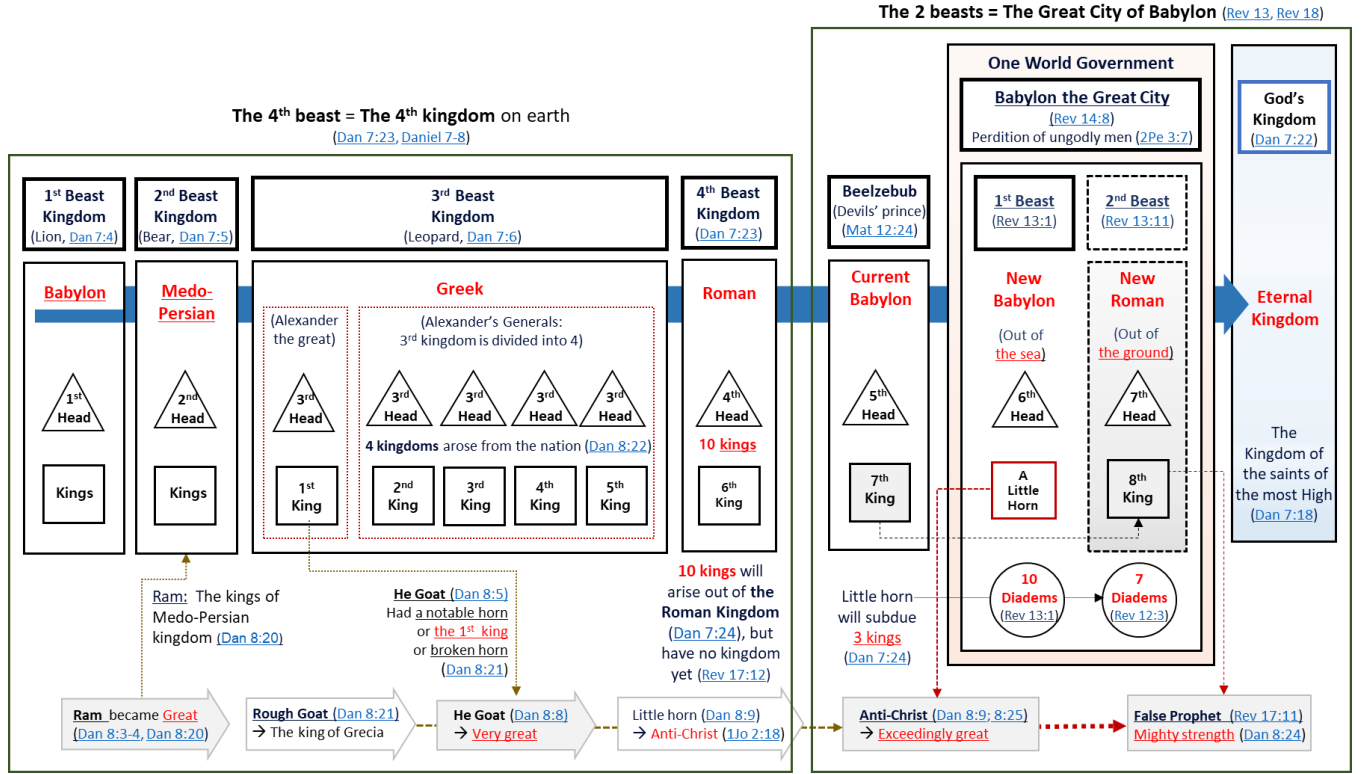 The 2 beasts = The Great City of Babylon (Rev 13, Rev 18)
The 4th beast = The 4th kingdom on earth
(Dan 7:23, Daniel 7-8)
1st Beast
Kingdom
(Lion, Dan 7:4)
2nd Beast
Kingdom
(Bear, Dan 7:5)
3rd Beast
Kingdom
(Leopard, Dan 7:6)
4th Beast
Kingdom
(Dan 7:23)
Babylon
Medo-
Persian
Greek
Roman
(Alexander
the great)
(Alexander’s Generals:
3rd kingdom is divided into 4)
1st
Head
2nd
Head
3rd
Head
3rd
Head
3rd
Head
3rd
Head
3rd
Head
4th
Head
4 kingdoms arose from the nation (Dan 8:22)
10 kings
Kings
Kings
1st
King
2nd
King
3rd
King
4th
King
5th
King
6th
King
Ram: The kings of
Medo-Persian
kingdom (Dan 8:20)
He Goat (Dan 8:5)
Had a notable horn
or the 1st king
or broken horn
(Dan 8:21)
10 kings will
arise out of the
Roman Kingdom
(Dan 7:24), but
have no kingdom
yet (Rev 17:12)
Beelzebub
(Devils’ prince)
(Mat 12:24)
Current
Babylon
5th
Head
7th
King
Little horn
will subdue
3 kings
(Dan 7:24)
One World Government
Babylon the Great City
(Rev 14:8)
Perdition of ungodly men (2Pe 3:7)
1st Beast
(Rev 13:1)
2nd Beast
(Rev 13:11)
New
Babylon
(Out of
the sea)
New
Roman
(Out of
the ground)
6th
Head
7th
Head
A
Little
Horn
8th
King
10
Diadems
(Rev 13:1)
7
Diadems
(Rev 12:3)
God’s
Kingdom
(Dan 7:22)
Eternal
Kingdom
The
Kingdom of
the saints of
the most High
(Dan 7:18)
Ram became Great
(Dan 8:3-4, Dan 8:20)
Rough Goat (Dan 8:21)
→ The king of Grecia
He Goat (Dan 8:8)
→ Very great
Little horn (Dan 8:9)
→ Anti-Christ (1Jo 2:18)
Anti-Christ (Dan 8:9; 8:25)
→ Exceedingly great
False Prophet (Rev 17:11)
Mighty strength (Dan 8:24)